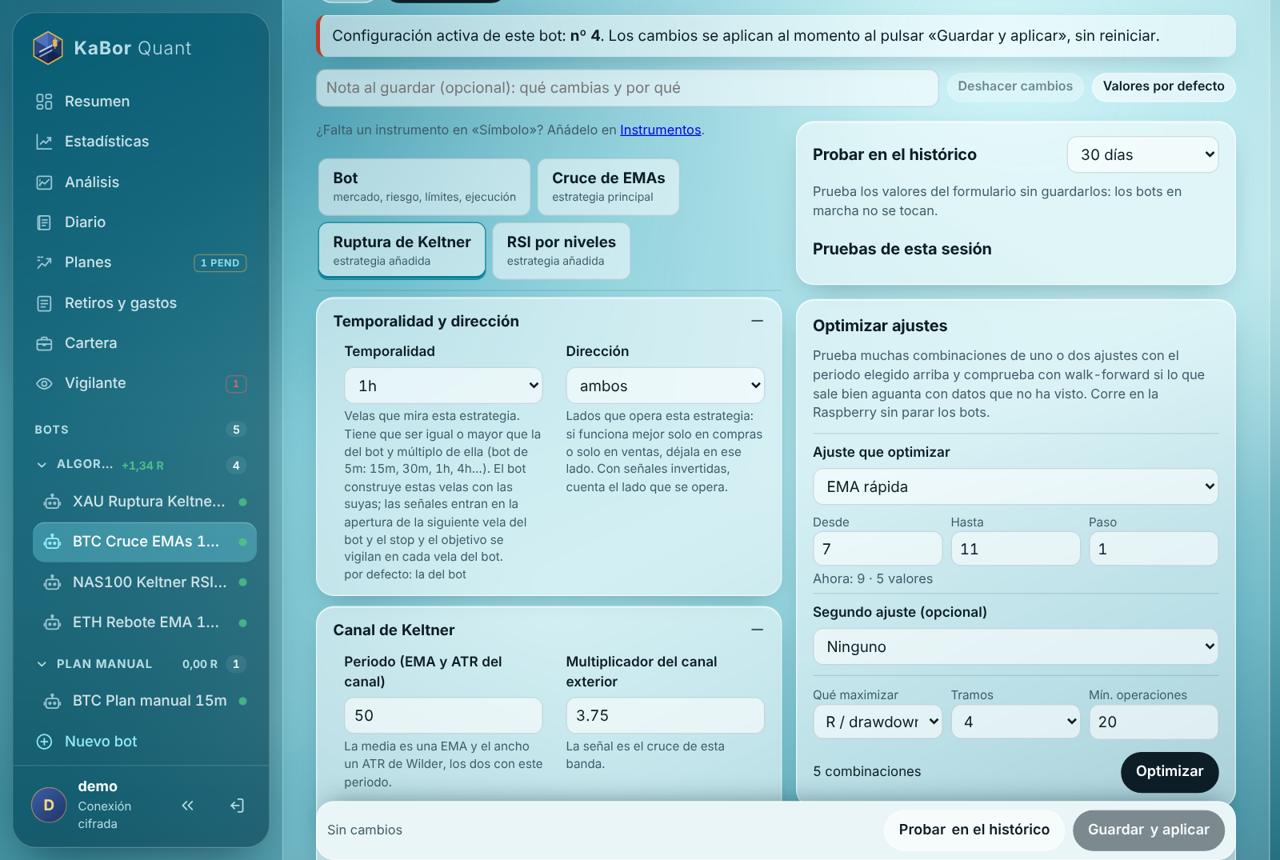 KaBor Quant
Resumen
Estadísticas
Análisis
Diario
Planes
1 PEND
Retiros y gastos
Cartera
Vigilante
1
BOTS
5
ALGOR... +1,34 R
4
XAU Ruptura Keltne...
BTC Cruce EMAs 1...
NAS100 Keltner RSI...
ETH Rebote EMA 1...
PLAN MANUAL
0,00 R
1
BTC Plan manual 15m
Nuevo bot
D
demo
Conexión
cifrada
Configuración activa de este bot: nº 4. Los cambios se aplican al momento al pulsar «Guardar y aplicar», sin reiniciar.
Nota al guardar (opcional): qué cambias y por qué
Deshacer cambios
Valores por defecto
¿Falta un instrumento en «Símbolo»? Añádelo en Instrumentos.
Bot
mercado, riesgo, límites, ejecución
Cruce de EMAs
estrategia principal
Ruptura de Keltner
estrategia añadida
RSI por niveles
estrategia añadida
Temporalidad y dirección
Temporalidad
1h
Velas que mira esta estrategia.
Tiene que ser igual o mayor que la
del bot y múltiplo de ella (bot de
5m: 15m, 30m, 1h, 4h...). El bot
construye estas velas con las
suyas; las señales entran en la
apertura de la siguiente vela del
bot y el stop y el objetivo se
vigilan en cada vela del bot.
por defecto: la del bot
Dirección
ambos
Lados que opera esta estrategia:
si funciona mejor solo en compras
o solo en ventas, déjala en ese
lado. Con señales invertidas,
cuenta el lado que se opera.
Canal de Keltner
Periodo (EMA y ATR del
canal)
50
La media es una EMA y el ancho
un ATR de Wilder, los dos con este
periodo.
Multiplicador del canal
exterior
3.75
La señal es el cruce de esta
banda.
Probar en el histórico
30 días
Prueba los valores del formulario sin guardarlos: los bots en
marcha no se tocan.
Pruebas de esta sesión
Optimizar ajustes
Prueba muchas combinaciones de uno o dos ajustes con el
periodo elegido arriba y comprueba con walk-forward si lo que
sale bien aguanta con datos que no ha visto. Corre en la
Raspberry sin parar los bots.
Ajuste que optimizar
EMA rápida
Desde
Hasta
Paso
7
11
1
Ahora: 9 · 5 valores
Segundo ajuste (opcional)
Ninguno
Qué maximizar
Tramos
Mín. operaciones
R / drawdowr
4
20
5 combinaciones
Optimizar
Sin cambios
Probar en el histórico
Guardar y aplicar